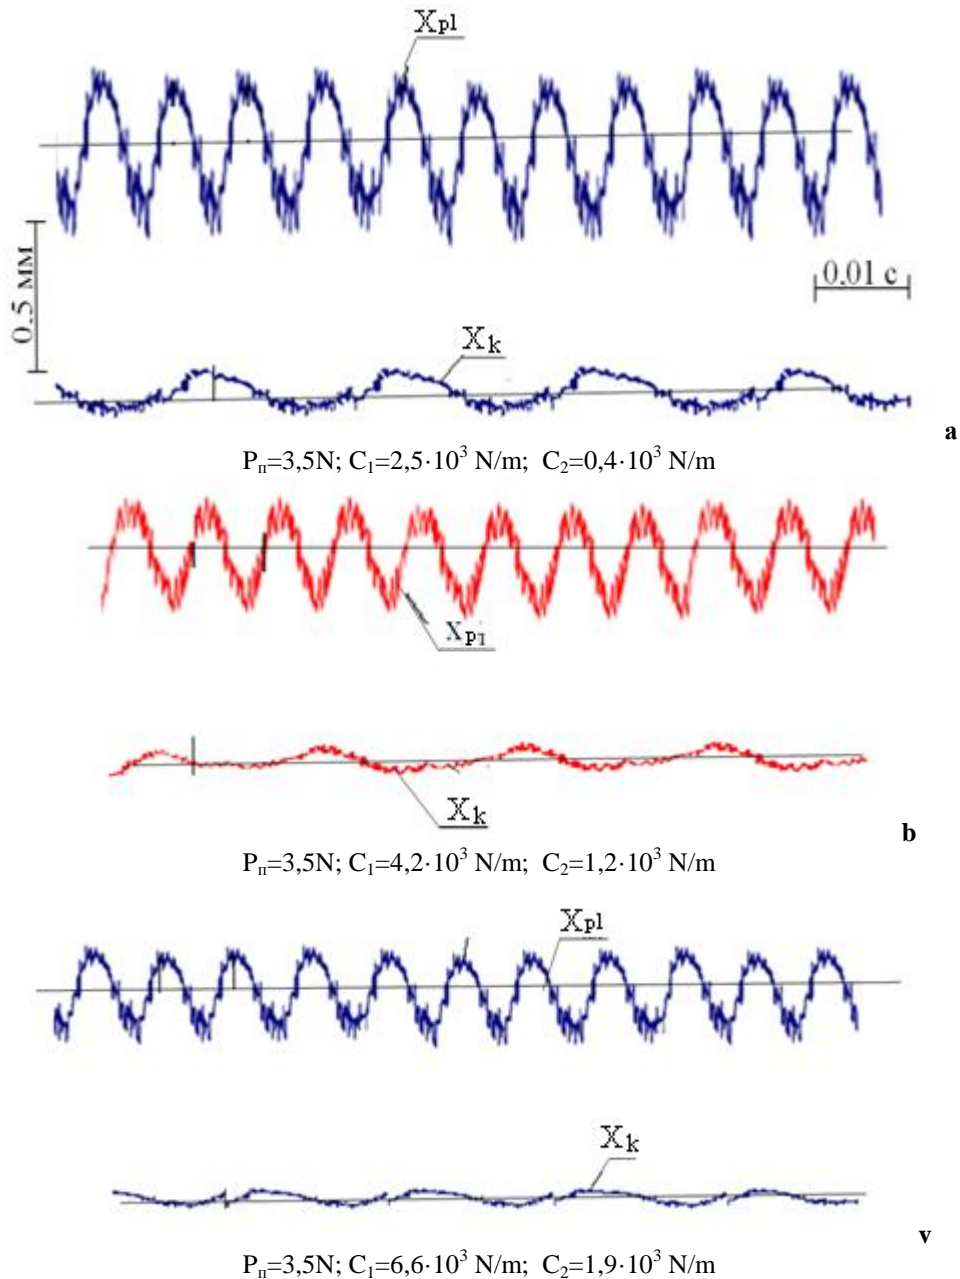 Xpl
0.5 мм
0,01 с
Xk
a
Pп=3,5N; C1=2,5·10³ N/m; C2=0,4·10³ N/m
Xpl
Xk
b
Pп=3,5N; C1=4,2·10³ N/m; C2=1,2·10³ N/m
Xpl
Xk
v
Pп=3,5N; C1=6,6·10³ N/m; C2=1,9·10³ N/m